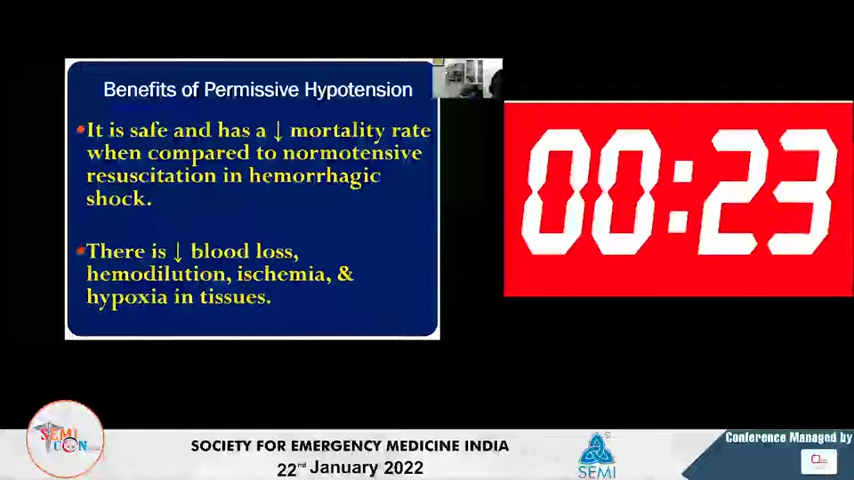 Benefits of Permissive Hypotension
•It is safe and has a ↓ mortality rate
when compared to normotensive
resuscitation in hemorrhagic
shock.
•There is ↓ blood loss,
hemodilution, ischemia, &
hypoxia in tissues.
00:23
SEMI
CON
SOCIETY FOR EMERGENCY MEDICINE INDIA
22nd January 2022
SEMI
Conference Managed by